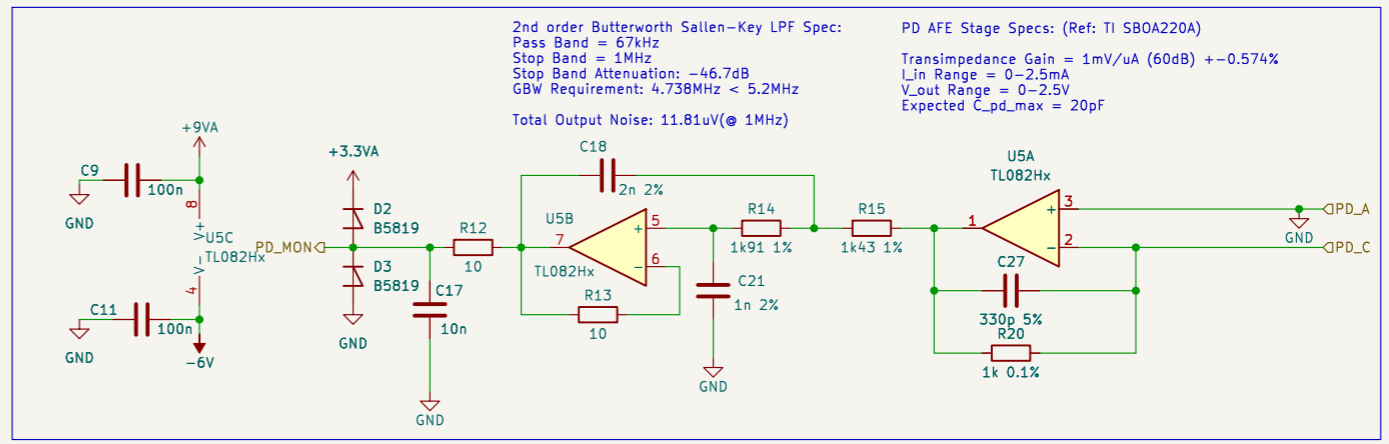 2nd order Butterworth Sallen-Key LPF Spec:
Pass Band = 67kHz
Stop Band = 1MHz
Stop Band Attenuation: -46.7dB
GBW Requirement: 4.738MHz < 5.2MHz
Total Output Noise: 11.81uV(@ 1MHz)
PD AFE Stage Specs: (Ref: TI SBOA220A)
Transimpedance Gain = 1mV/uA (60dB) +-0.574%
I_in Range = 0-2.5mA
V_out Range = 0-2.5V
Expected C_pd_max = 20pF
+9VA
C9
100n
GND
8
V+
U5C
TL082Hx
V-
4
C11
100n
GND
-6V
PD_MON
+3.3VA
D2
B5819
D3
B5819
GND
C17
10n
GND
R12
10
C18
2n 2%
U5B
7
+
5
-
6
TL082Hx
R13
10
C21
1n 2%
GND
R14
1k91 1%
R15
1k43 1%
U5A
TL082Hx
1
+
3
-
2
C27
330p 5%
R20
1k 0.1%
GND
PD_A
PD_C